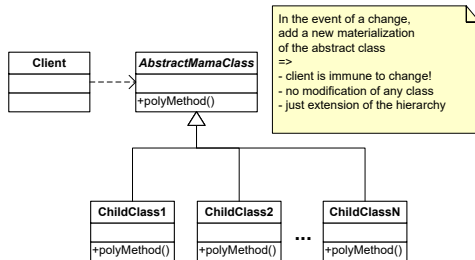 In the event of a change,
add a new materialization
of the abstract class
=>
- client is immune to change!
- no modification of any class
- just extension of the hierarchy
Client
AbstractMamaClass
+polyMethod()
ChildClass1
+polyMethod()
ChildClass2
+polyMethod()
...
ChildClassN
+polyMethod()